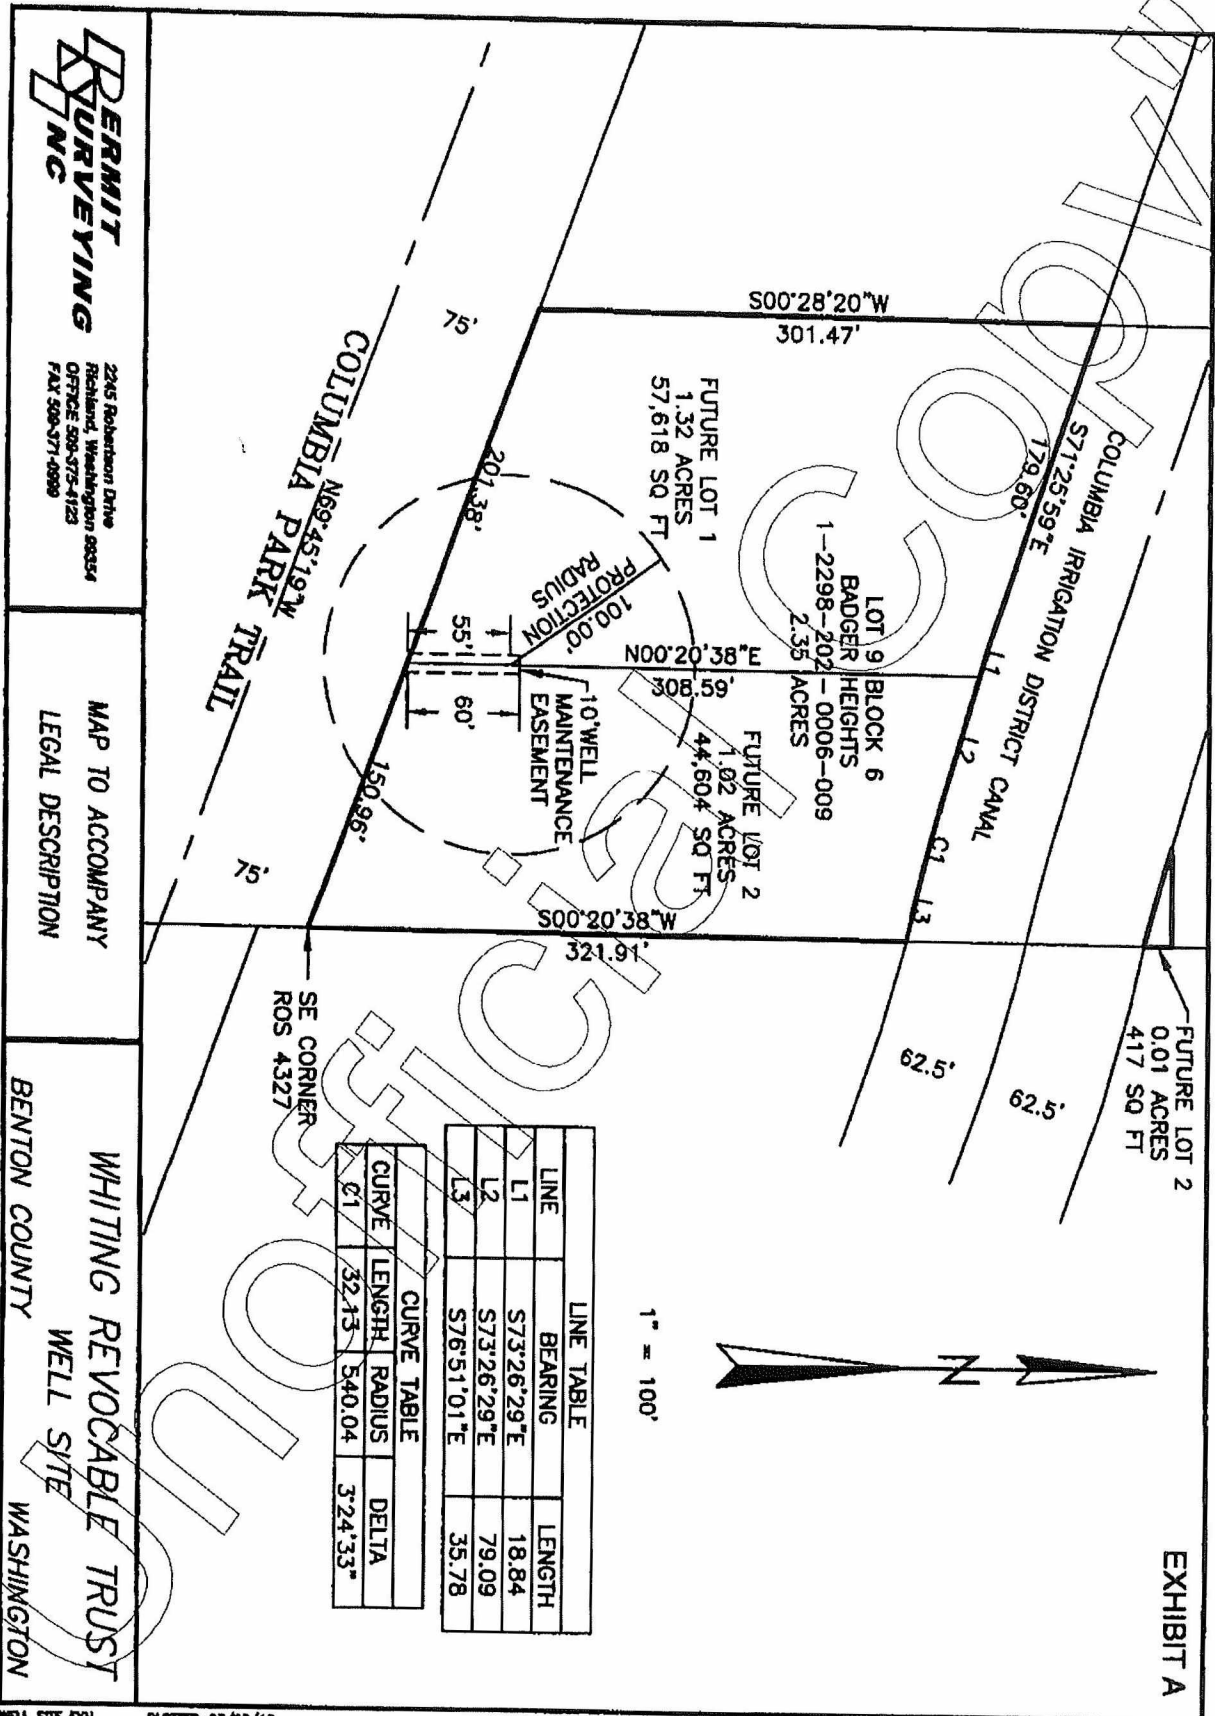 EXHIBIT A
FUTURE LOT 2
0.01 ACRES
417 SQ FT
COLUMBIA IRRIGATION DISTRICT CANAL
S71°25'59"E
179.60'
L1
L2
C1
L3
62.5'
62.5'
S00°28'20"W
301.47'
LOT 9 BLOCK 6
BADGER HEIGHTS
1-2298-202-0006-009
2.35 ACRES
FUTURE LOT 1
1.32 ACRES
57,618 SQ FT
FUTURE LOT 2
1.02 ACRES
44,604 SQ FT
N00°20'38"E
308.59'
S00°20'38"W
321.91'
100.00'
PROTECTION
RADIUS
10'WELL
MAINTENANCE
EASEMENT
55'
60'
201.38'
150.96'
75'
75'
N69°45'19"W
COLUMBIA PARK TRAIL
SE CORNER
ROS 4327
N
1" = 100'
LINE TABLE
LINE BEARING LENGTH
L1 S73°26'29"E 18.84
L2 S73°26'29"E 79.09
L3 S76°51'01"E 35.78
CURVE TABLE
CURVE LENGTH RADIUS DELTA
C1 32.13 540.04 3°24'33"
PERMIT
SURVEYING
INC
2245 Robertson Drive
Richland, Washington 99354
OFFICE 509-375-4123
FAX 509-371-0999
MAP TO ACCOMPANY
LEGAL DESCRIPTION
WHITING REVOCABLE TRUST
WELL SITE
BENTON COUNTY WASHINGTON
Unofficial Copy